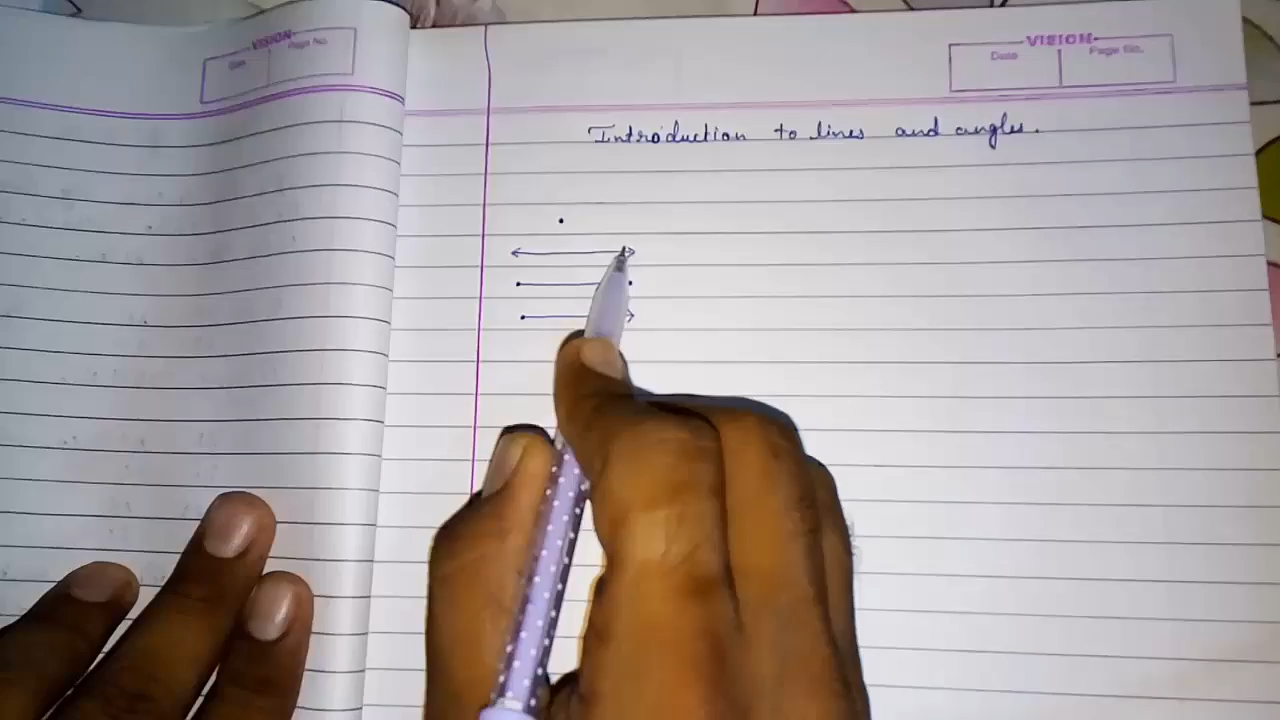 VISION
Date Page No.
VISION
Date Page No.
Introduction to lines and angles.